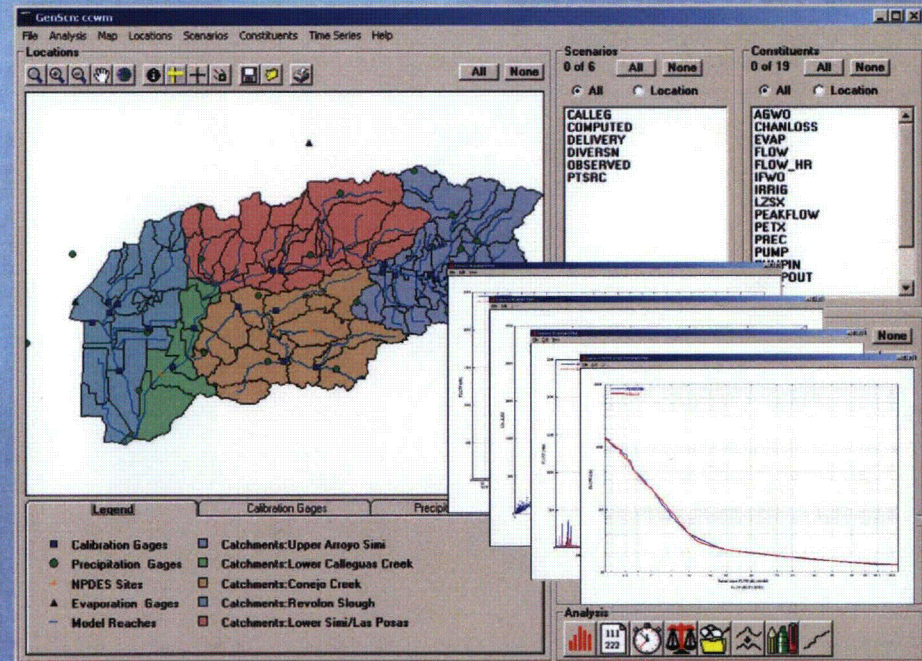 GenScn: ccwm
File Analysis Map Locations Scenarios Constituents Time Series Help
Locations
All None
Scenarios
0 of 6 All None
All Location
CALLEG
COMPUTED
DELIVERY
DIVERSN
OBSERVED
PTSRC
Constituents
0 of 19 All None
All Location
AGWO
CHANLOSS
EVAP
FLOW
FLOW_HR
IFWO
IRRIG
LZSX
PEAKFLOW
PETX
PREC
PUMP
None
Legend
Calibration Gages
Calibration Gages
Precipitation Gages
NPDES Sites
Evaporation Gages
Model Reaches
Catchments:Upper Arroyo Simi
Catchments:Lower Calleguas Creek
Catchments:Conejo Creek
Catchments:Revolon Slough
Catchments:Lower Simi/Las Posas
Analysis
111
222